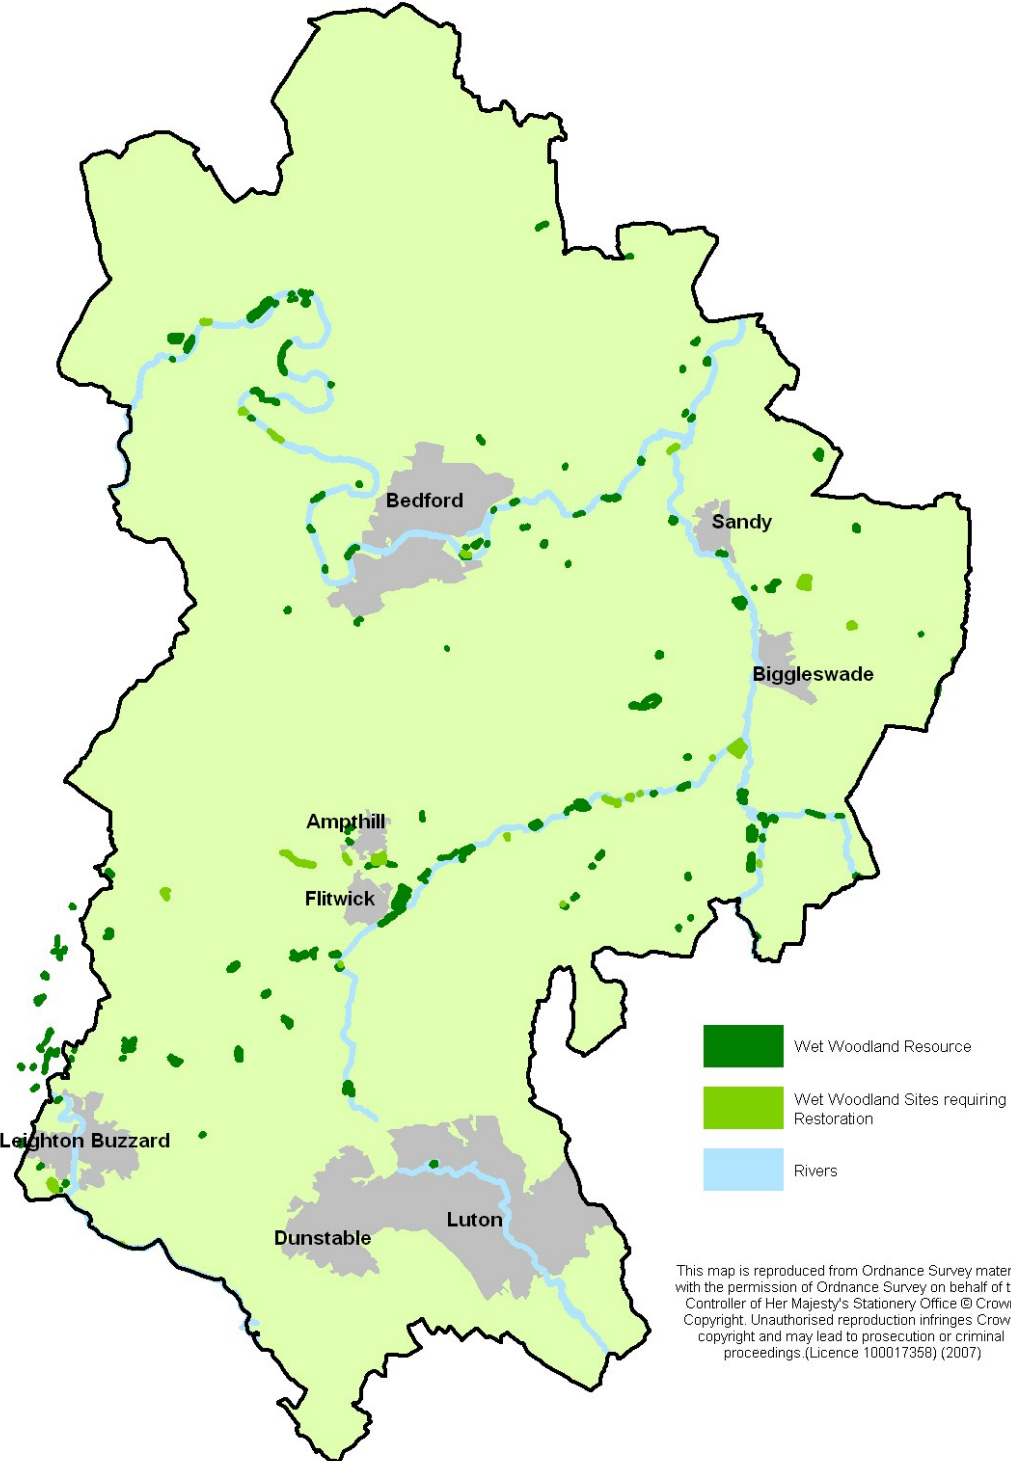 Bedford
Sandy
Biggleswade
Ampthill
Flitwick
Wet Woodland Resource
Wet Woodland Sites requiring
Restoration
Leighton Buzzard
Rivers
Luton
Dunstable
This map is reproduced from Ordnance Survey mater
with the permission of Ordnance Survey on behalf of t
Controller of Her Majesty's Stationery Office © Crow
Copyright. Unauthorised reproduction infringes Crow
copyright and may lead to prosecution or criminal
proceedings.(Licence 100017358) (2007)